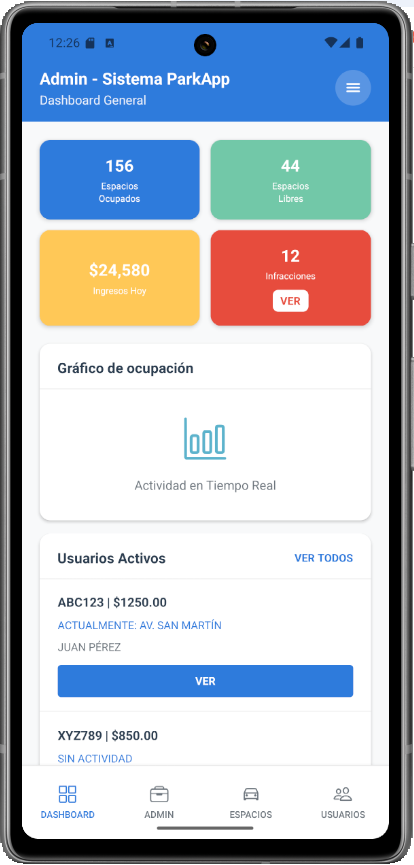 12:26
Admin - Sistema ParkApp
Dashboard General
156
Espacios
Ocupados
44
Espacios
Libres
$24,580
Ingresos Hoy
12
Infracciones
VER
Gráfico de ocupación
Actividad en Tiempo Real
Usuarios Activos
VER TODOS
ABC123 | $1250.00
ACTUALMENTE: AV. SAN MARTÍN
JUAN PÉREZ
VER
XYZ789 | $850.00
SIN ACTIVIDAD
DASHBOARD
ADMIN
ESPACIOS
USUARIOS